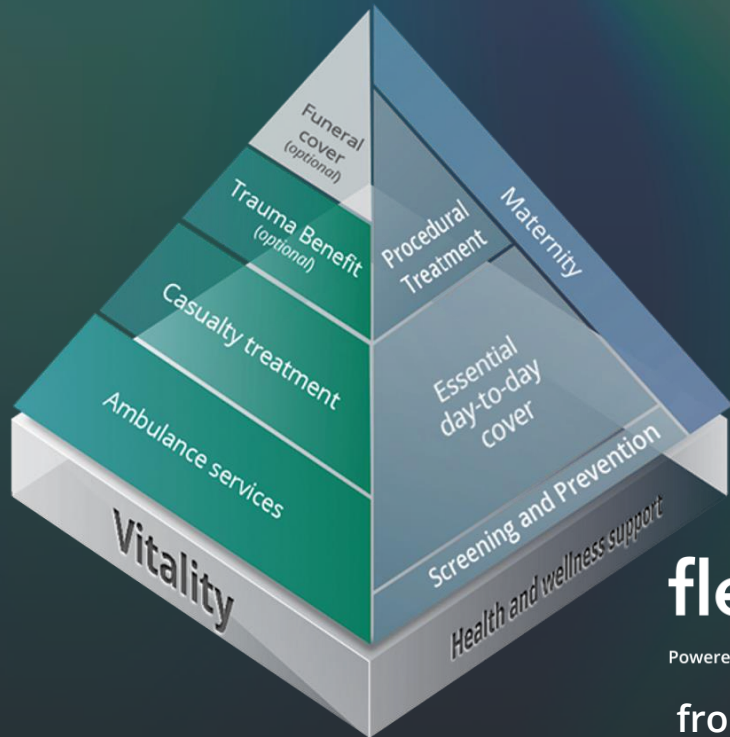 Funeral
cover
(optional)
Trauma Benefit
(optional)
Casualty treatment
Ambulance services
Vitality
Maternity
Procedural
Treatment
Essential
day-to-day
cover
Screening and Prevention
Health and wellness support